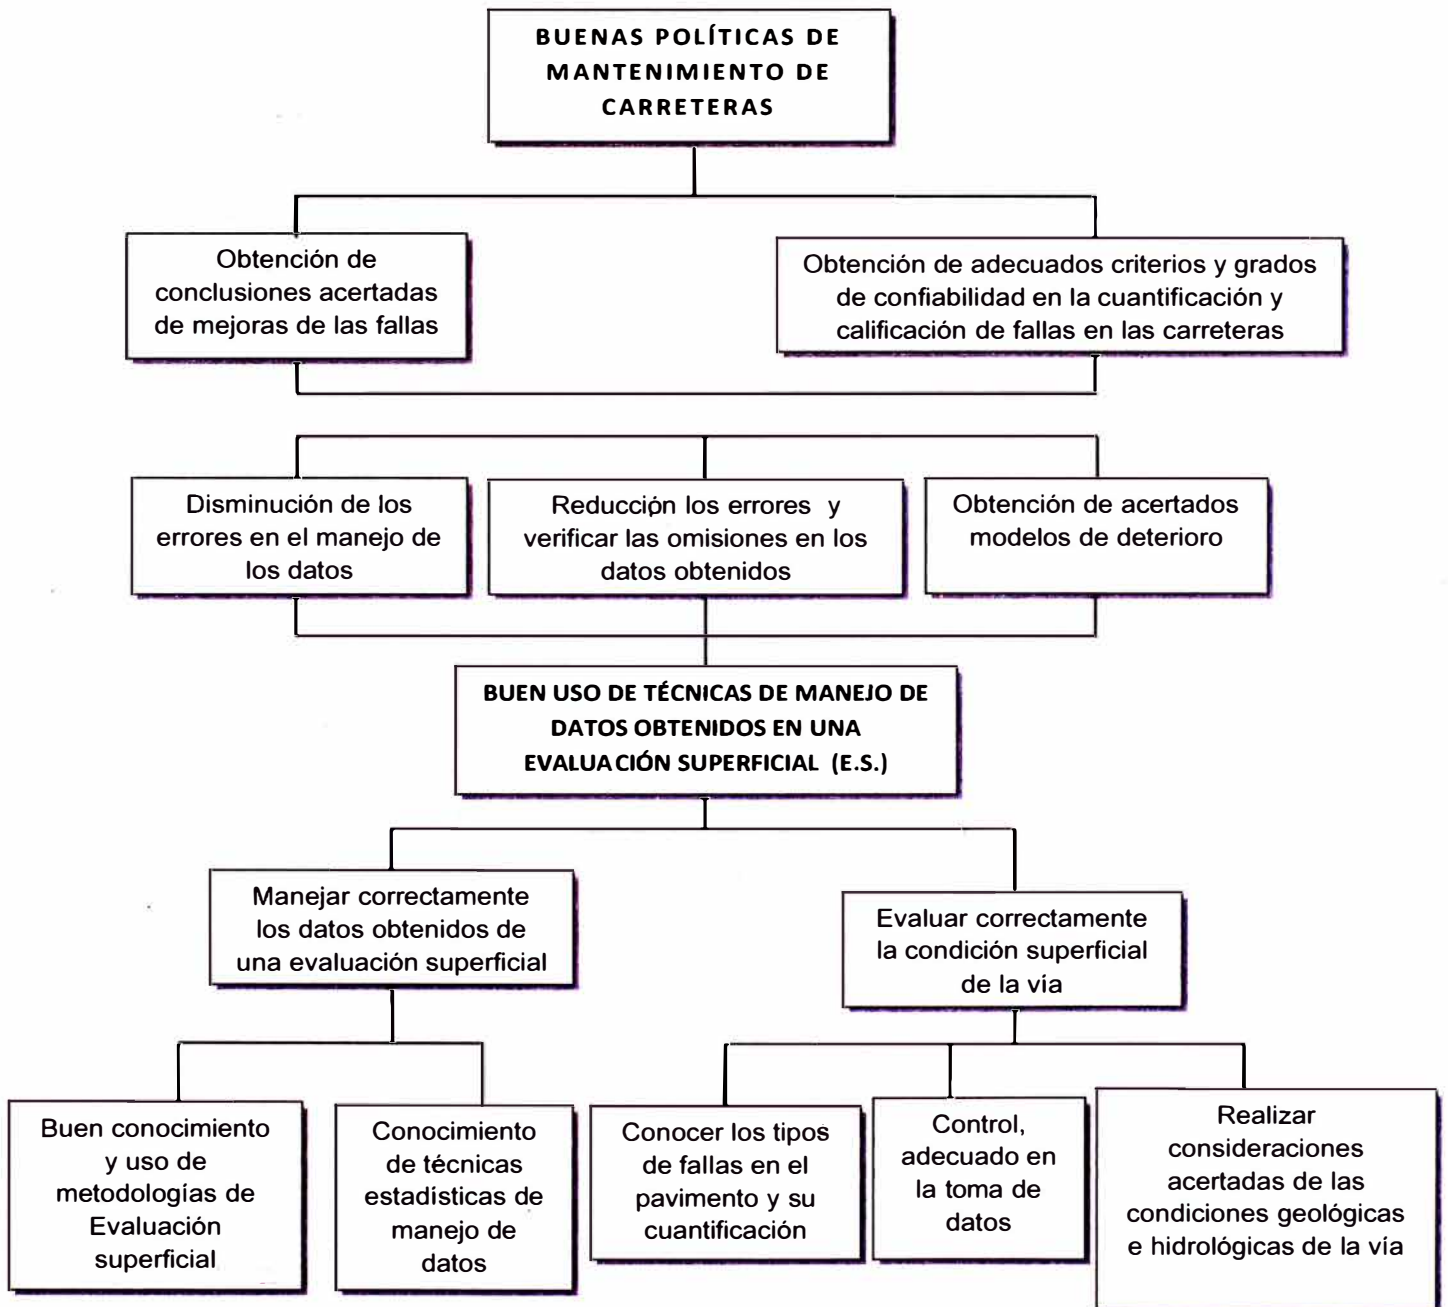 BUENAS POLÍTICAS DE
MANTENIMIENTO DE
CARRETERAS
Obtención de
conclusiones acertadas
de mejoras de las fallas
Obtención de adecuados criterios y grados
de confiabilidad en la cuantificación y
calificación de fallas en las carreteras
Disminución de los
errores en el manejo de
los datos
Reducción los errores y
verificar las omisiones en los
datos obtenidos
Obtención de acertados
modelos de deterioro
BUEN USO DE TÉCNICAS DE MANEJO DE
DATOS OBTENIDOS EN UNA
EVALUACIÓN SUPERFICIAL (E.S.)
Manejar correctamente
los datos obtenidos de
una evaluación superficial
Evaluar correctamente
la condición superficial
de la vía
Buen conocimiento
y uso de
metodologías de
Evaluación
superficial
Conocimiento
de técnicas
estadísticas de
manejo de
datos
Conocer los tipos
de fallas en el
pavimento y su
cuantificación
Control,
adecuado en
la toma de
datos
Realizar
consideraciones
acertadas de las
condiciones geológicas
e hidrológicas de la vía